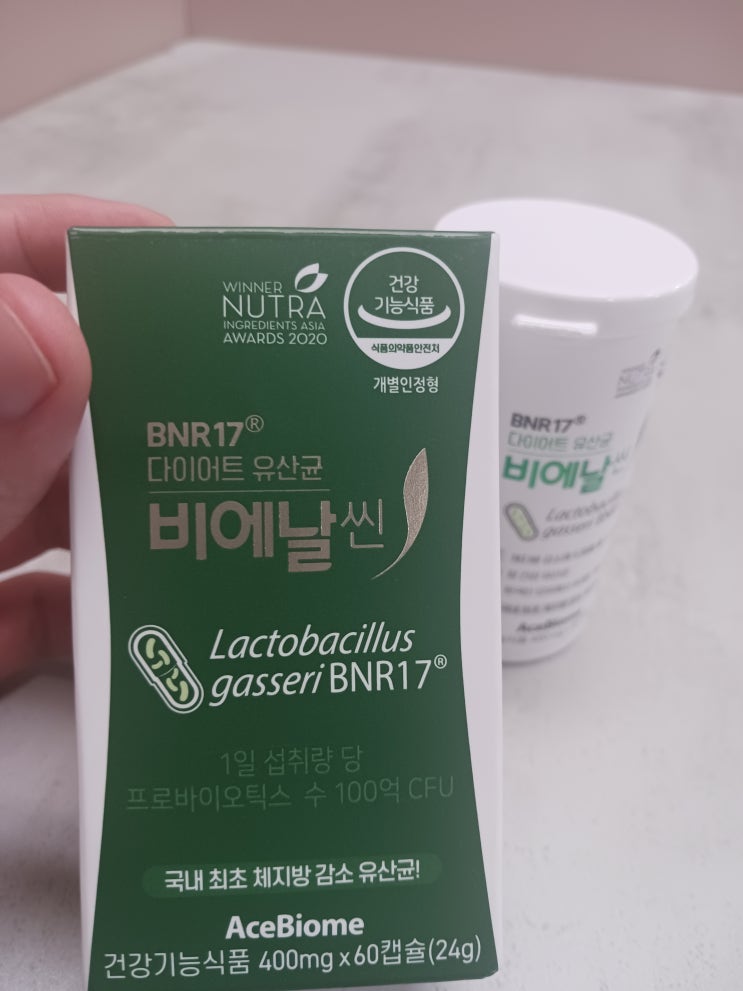 WINNER
NUTRA
INGREDIENTS ASIA
AWARDS 2020
건강
기능식품
식품의약품안전처
개별인정형
BNR17®
다이어트 유산균
비에날씬
Lactobacillus
gasseri BNR17®
1일 섭취량 당
프로바이오틱스 수 100억 CFU
국내 최초 체지방 감소 유산균!
AceBiome
건강기능식품 400mg x60캡슐(24g)
BNR17®
다이어트 유산균
비에날씬
Lactobacillus
gasseri
AceBiome